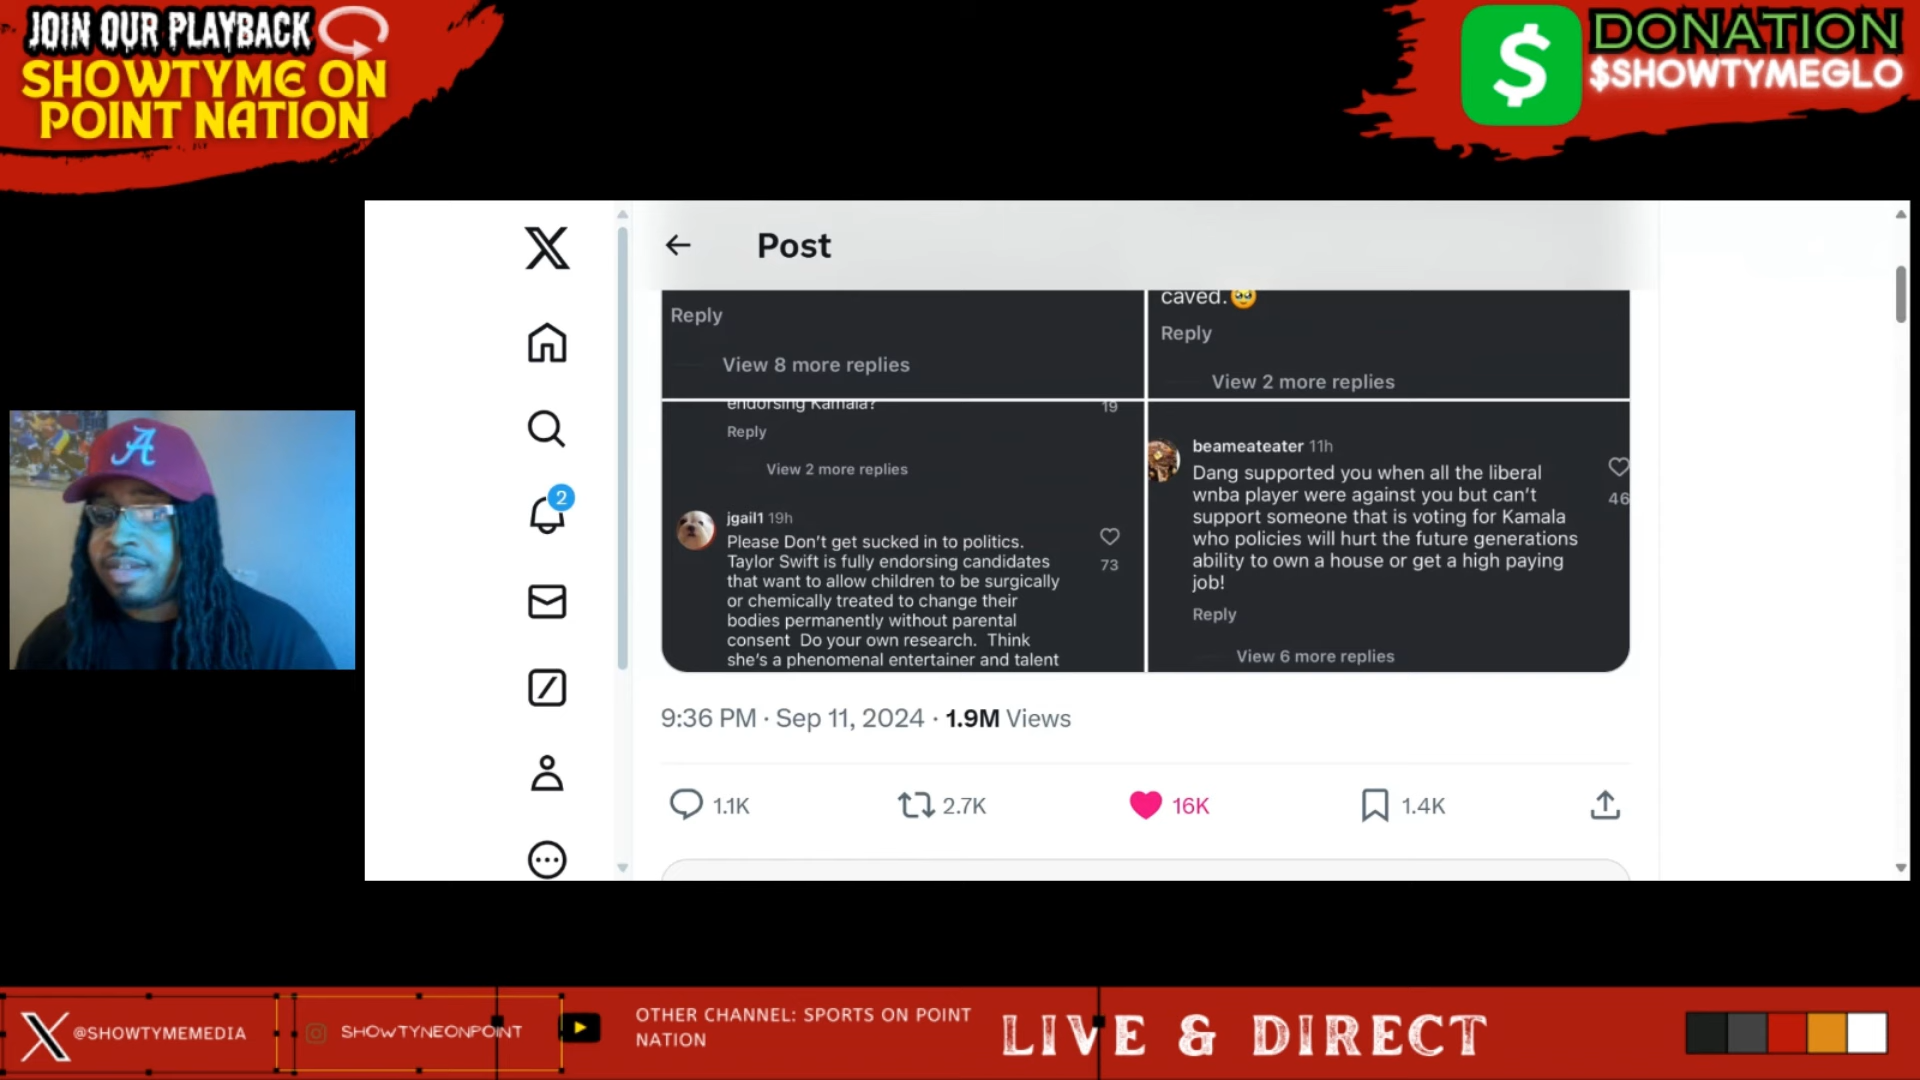 JOIN OUR PLAYBACK
SHOWTYME ON
POINT NATION
$
DONATION
$SHOWTYMEGLO
A
X
Post
2
Reply
View 8 more replies
caved.🥹
Reply
View 2 more replies
endorsing Kamala?
19
Reply
View 2 more replies
jgail1 19h
Please Don't get sucked in to politics.
Taylor Swift is fully endorsing candidates
that want to allow children to be surgically
or chemically treated to change their
bodies permanently without parental
consent  Do your own research.  Think
she's a phenomenal entertainer and talent
73
beameateater 11h
Dang supported you when all the liberal
wnba player were against you but can't
support someone that is voting for Kamala
who policies will hurt the future generations
ability to own a house or get a high paying
job!
46
Reply
View 6 more replies
9:36 PM · Sep 11, 2024 · 1.9M Views
1.1K
2.7K
16K
1.4K
X @SHOWTYMEMEDIA
SHOWTYNEONPOINT
OTHER CHANNEL: SPORTS ON POINT
NATION
LIVE & DIRECT